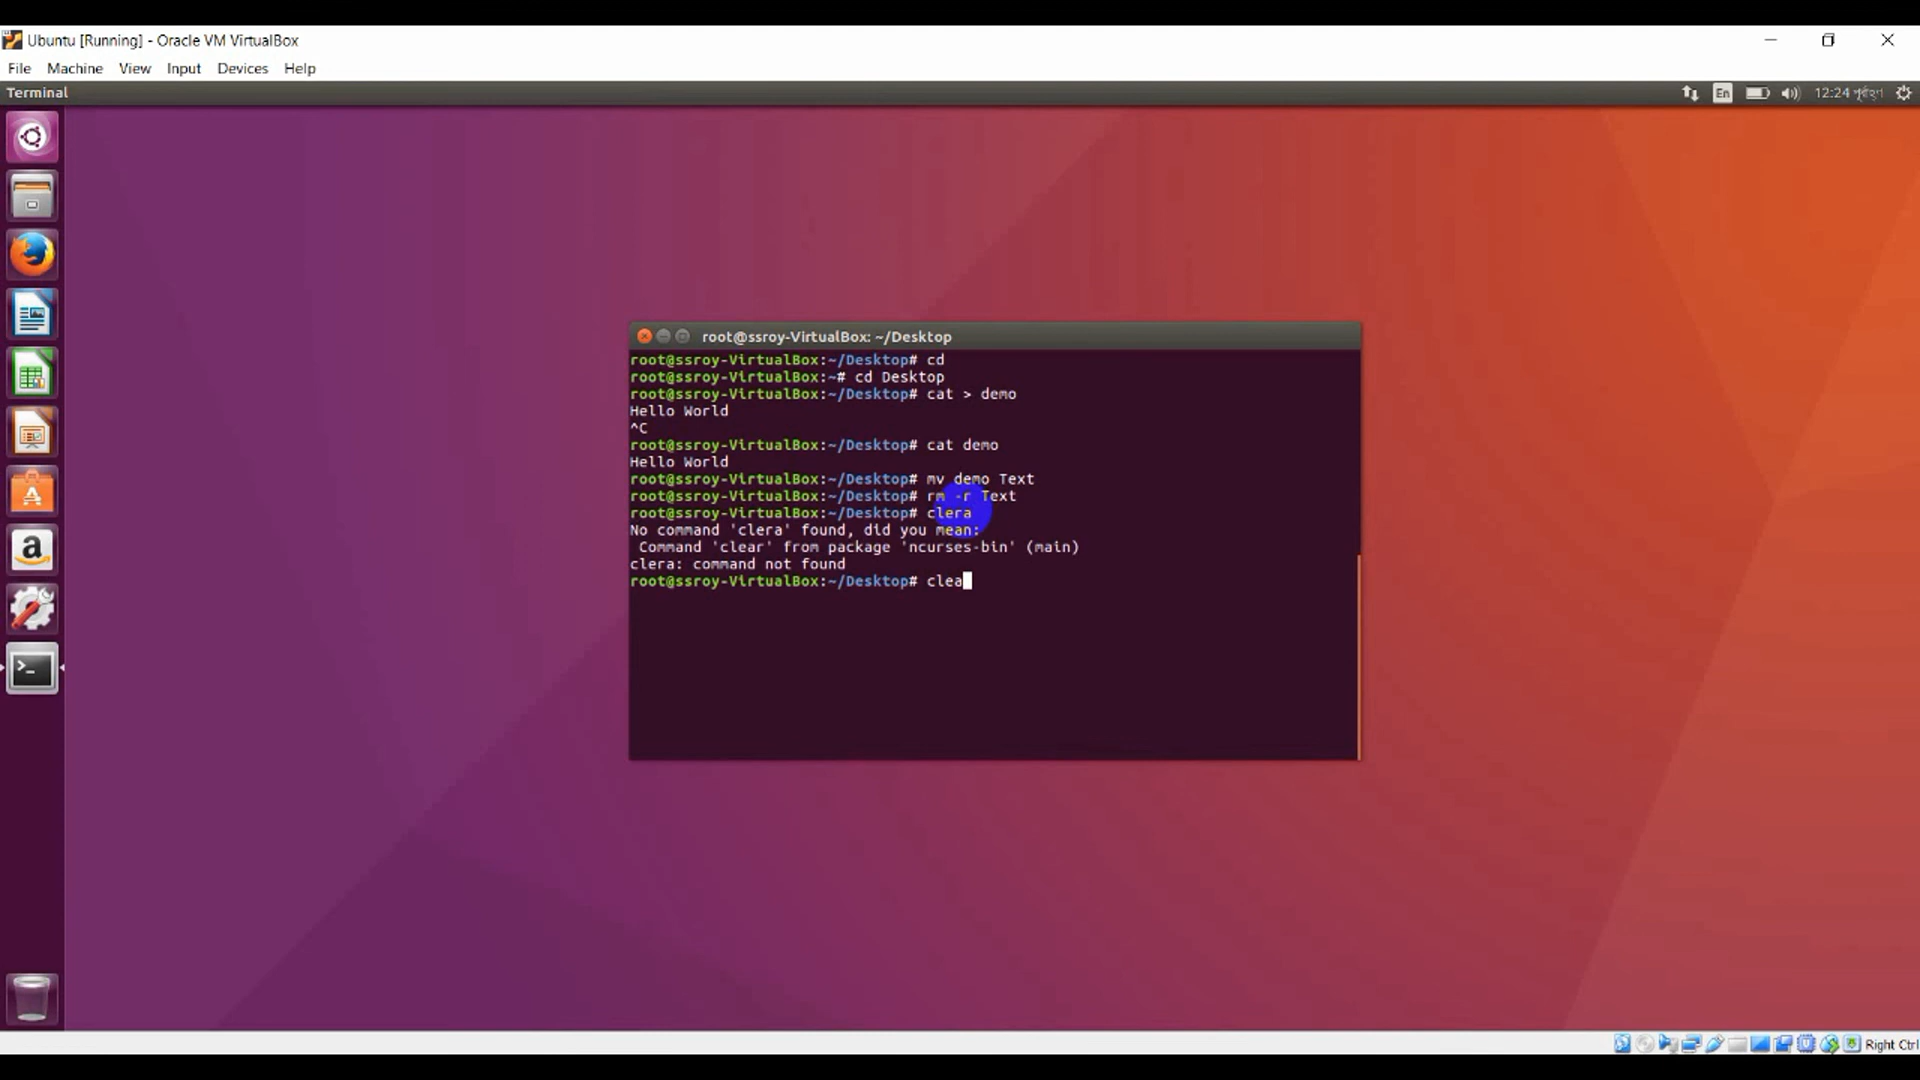 Ubuntu [Running] - Oracle VM VirtualBox
File Machine View Input Devices Help
Terminal
En
12:24 পূর্বাহ্ণ
root@ssroy-VirtualBox: ~/Desktop
root@ssroy-VirtualBox:~/Desktop# cd
root@ssroy-VirtualBox:~# cd Desktop
root@ssroy-VirtualBox:~/Desktop# cat > demo
Hello World
^C
root@ssroy-VirtualBox:~/Desktop# cat demo
Hello World
root@ssroy-VirtualBox:~/Desktop# mv demo Text
root@ssroy-VirtualBox:~/Desktop# rm -r Text
root@ssroy-VirtualBox:~/Desktop# clera
No command 'clera' found, did you mean:
 Command 'clear' from package 'ncurses-bin' (main)
clera: command not found
root@ssroy-VirtualBox:~/Desktop# clea
Right Ctrl